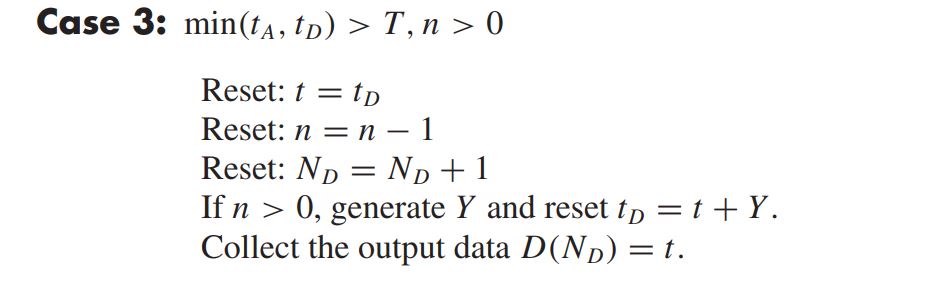 Case 3: min(t_A, t_D) > T, n > 0
Reset: t = t_D
Reset: n = n − 1
Reset: N_D = N_D + 1
If n > 0, generate Y and reset t_D = t + Y.
Collect the output data D(N_D) = t.